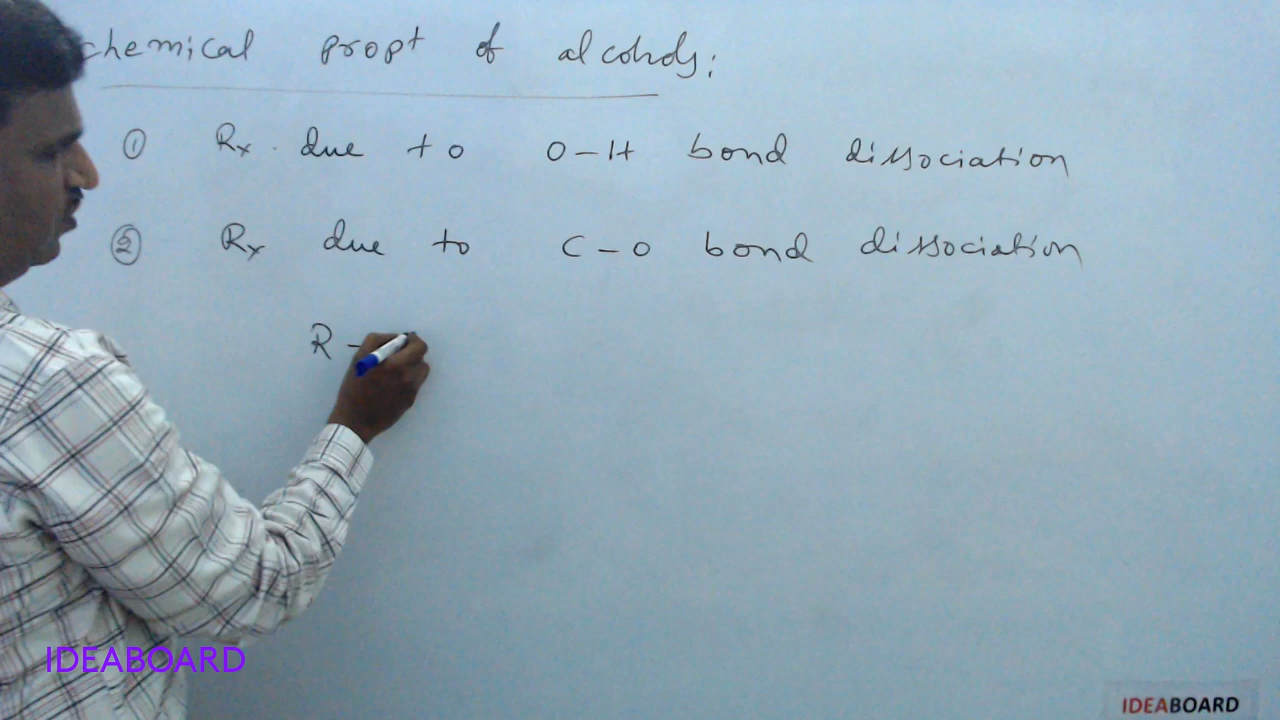 chemical propt of alcohols:
① Rx. due to O-H bond dissociation
② Rx due to C-O bond dissociation
R -
IDEABOARD
IDEABOARD